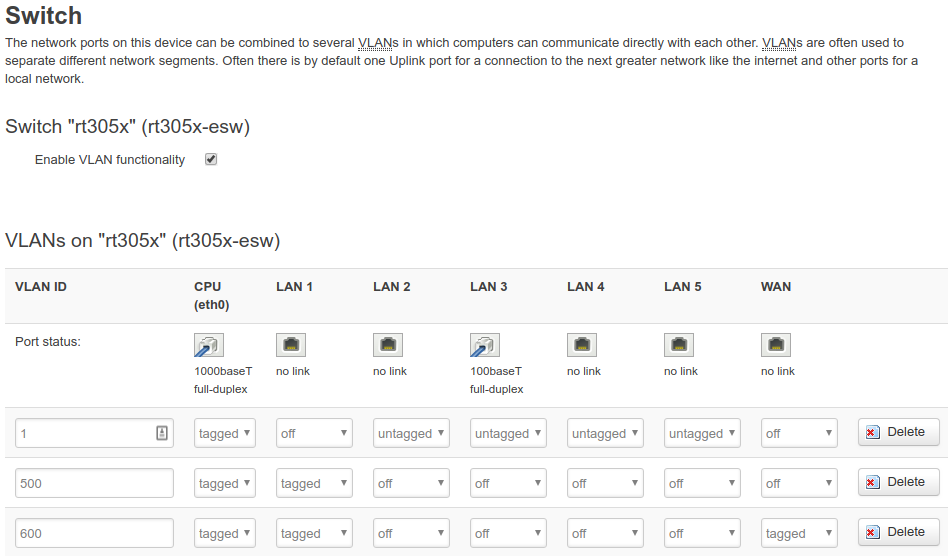 Switch
The network ports on this device can be combined to several VLANs in which computers can communicate directly with each other. VLANs are often used to
separate different network segments. Often there is by default one Uplink port for a connection to the next greater network like the internet and other ports for a
local network.
Switch "rt305x" (rt305x-esw)
Enable VLAN functionality
VLANs on "rt305x" (rt305x-esw)
VLAN ID CPU (eth0) LAN 1 LAN 2 LAN 3 LAN 4 LAN 5 WAN
Port status:
1000baseT no link no link 100baseT no link no link no link
full-duplex full-duplex
1 tagged off untagged untagged untagged untagged off Delete
500 tagged tagged off off off off off Delete
600 tagged tagged off off off off tagged Delete